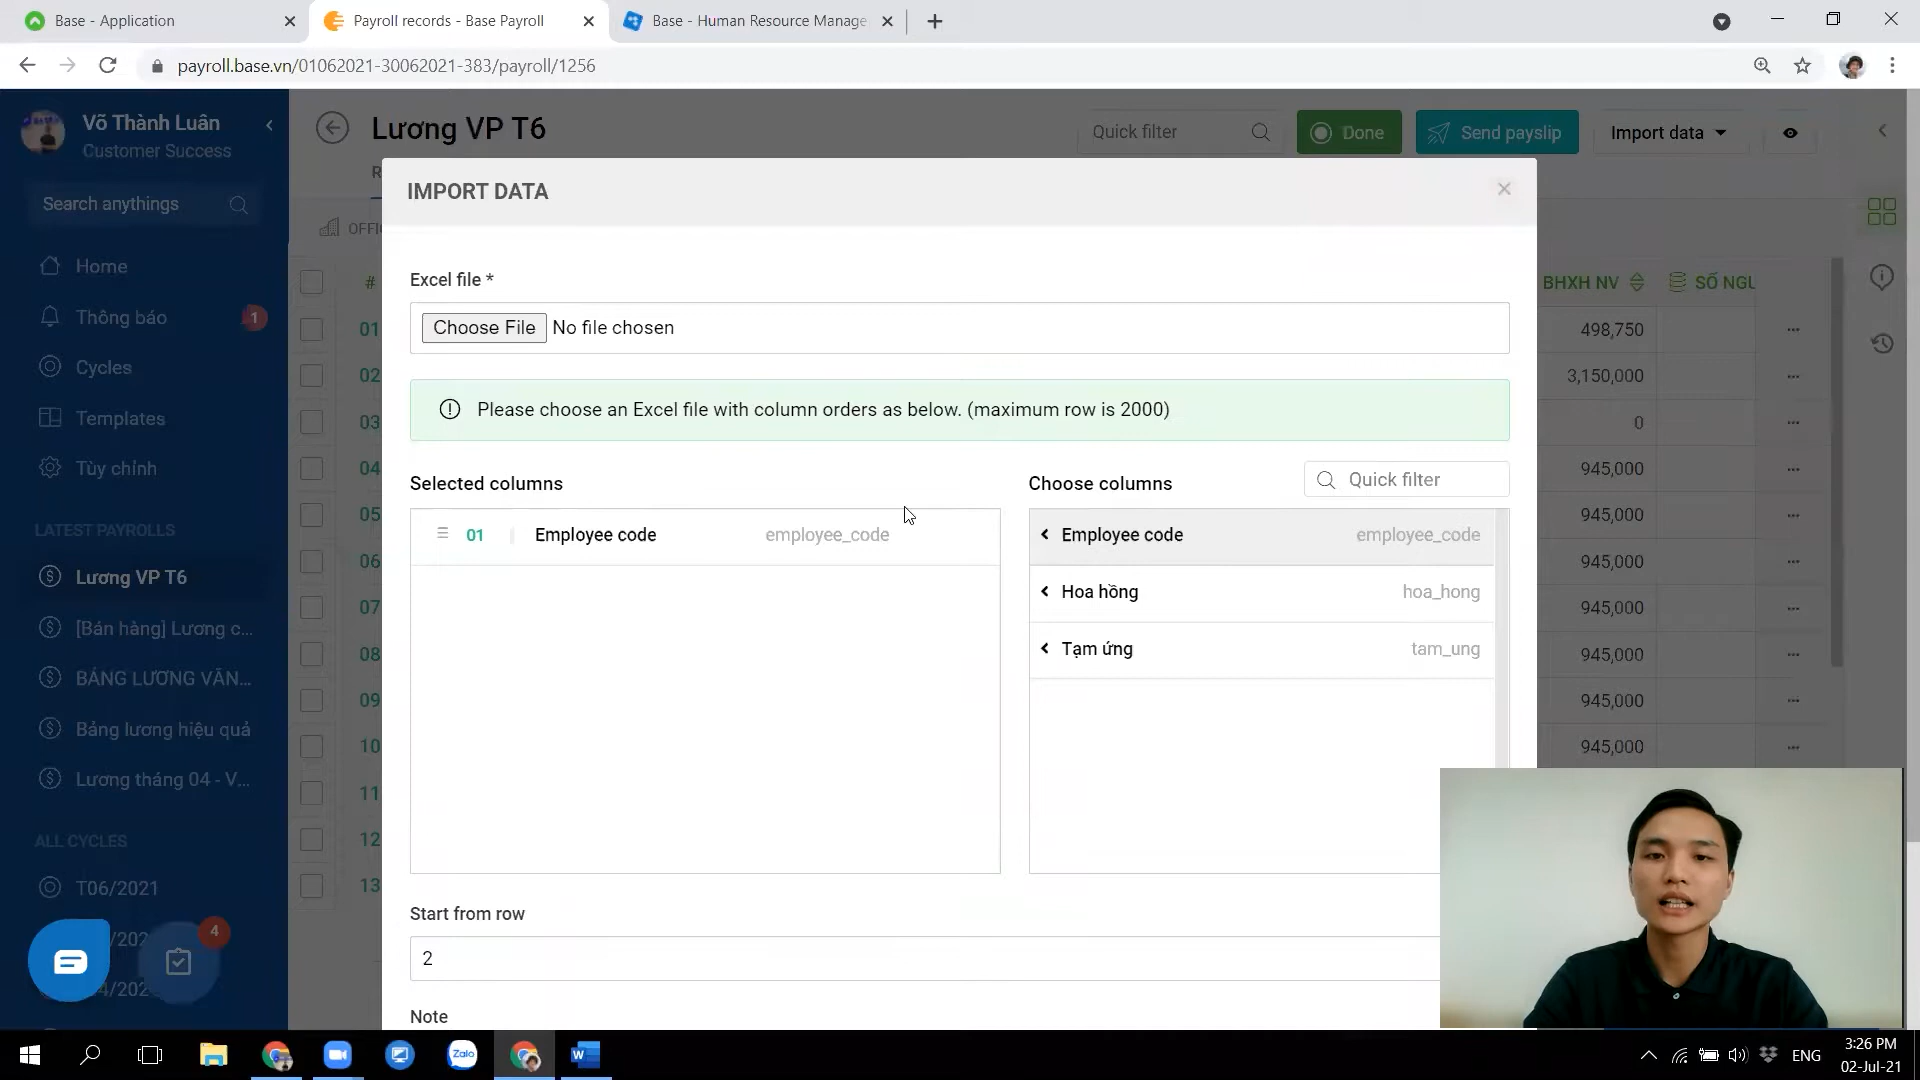 Base - Application
Payroll records - Base Payroll
Base - Human Resource Manage
payroll.base.vn/01062021-30062021-383/payroll/1256
Võ Thành Luân
Customer Success
Search anythings
Home
Thông báo
1
Cycles
Templates
Tùy chỉnh
LATEST PAYROLLS
Lương VP T6
[Bán hàng] Lương c...
BẢNG LƯƠNG VĂN...
Bảng lương hiệu quả
Lương tháng 04 - V...
ALL CYCLES
T06/2021
4
Lương VP T6
Quick filter
Done
Send payslip
Import data
#
01
02
03
04
05
06
07
08
09
10
11
12
13
IMPORT DATA
Excel file *
Choose File No file chosen
Please choose an Excel file with column orders as below. (maximum row is 2000)
Selected columns
01 Employee code employee_code
Choose columns
Quick filter
Employee code employee_code
Hoa hồng hoa_hong
Tạm ứng tam_ung
Start from row
2
Note
BHXH NV
498,750
3,150,000
0
945,000
945,000
945,000
945,000
945,000
945,000
945,000
Zalo
ENG
3:26 PM
02-Jul-21